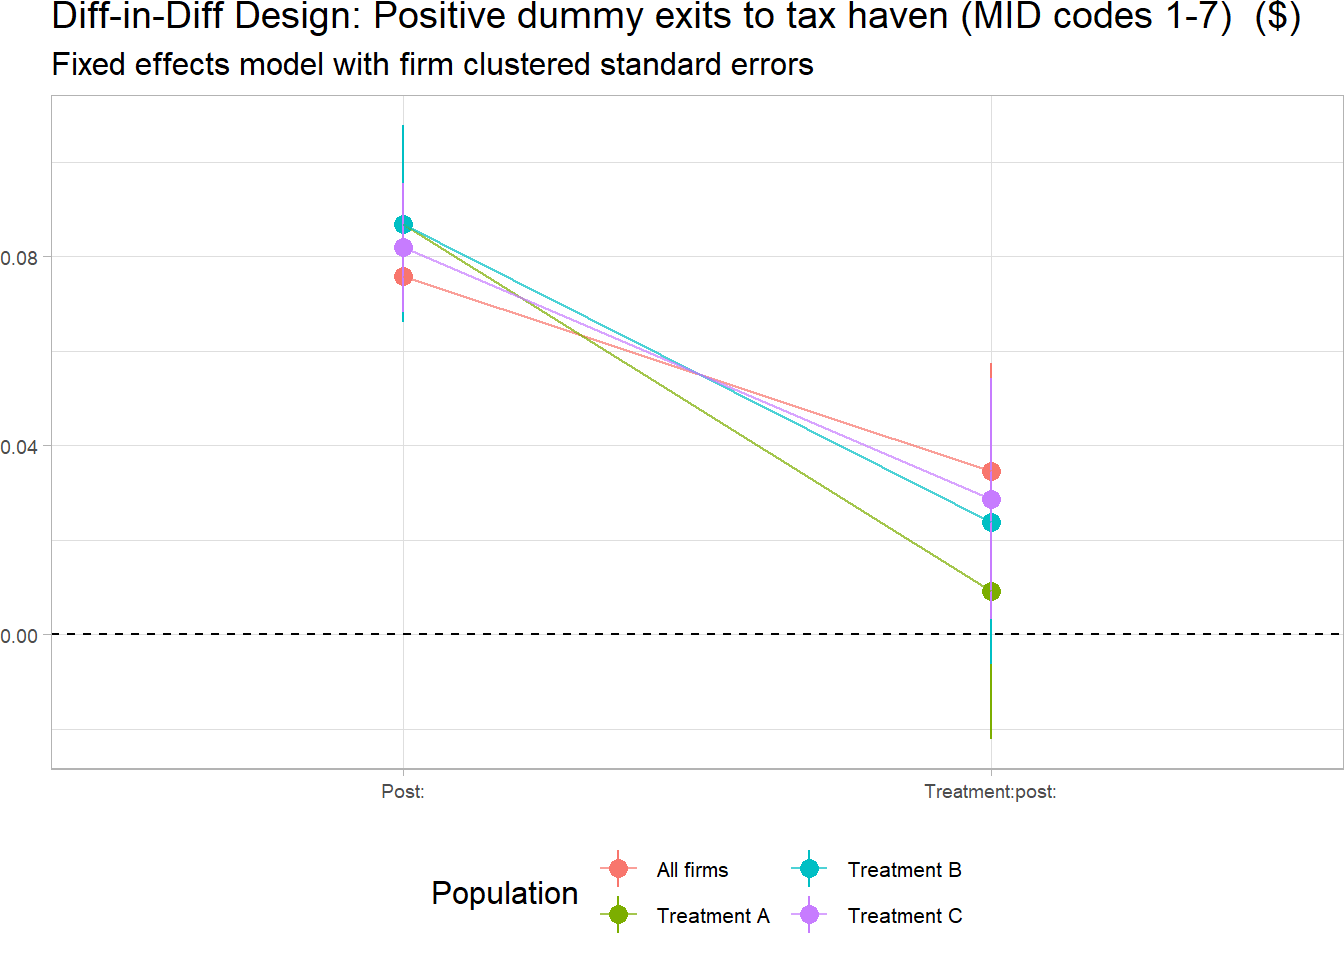 Diff-in-Diff Design: Positive dummy exits to tax haven (MID codes 1-7)  ($)
Fixed effects model with firm clustered standard errors
0.08
0.04
0.00
Post:
Treatment:post:
Population
All firms
Treatment B
Treatment A
Treatment C